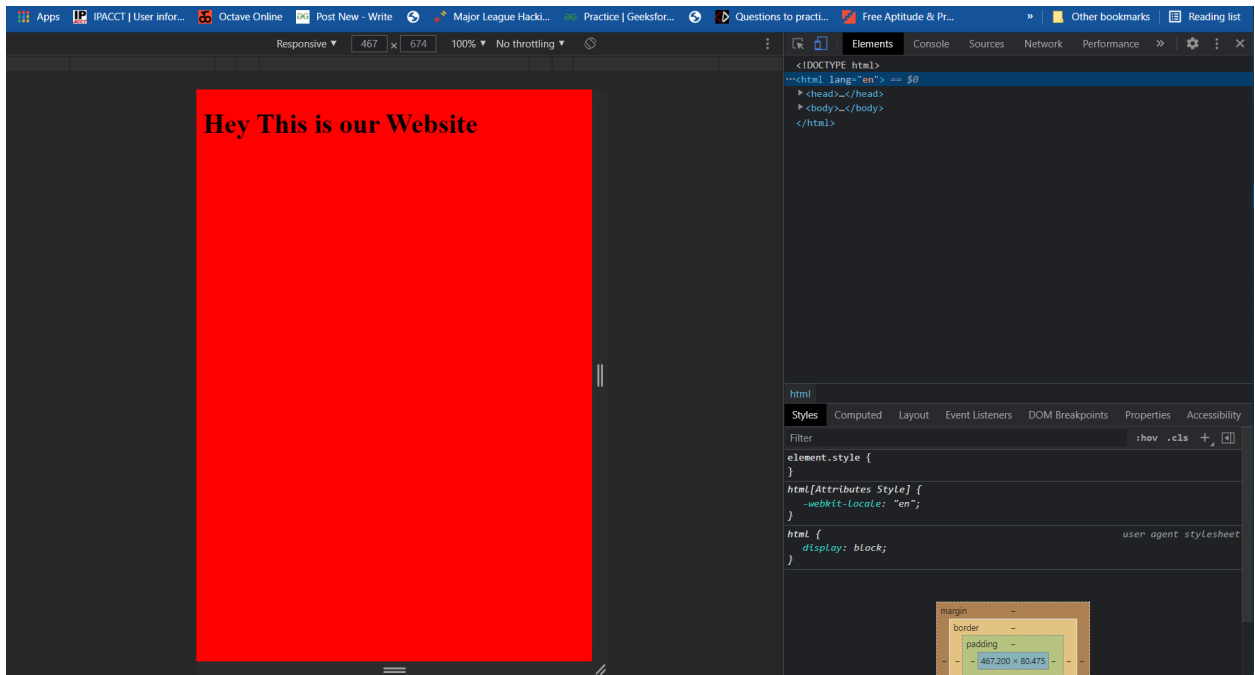 Apps IPACCT | User infor... Octave Online Post New - Write Major League Hacki... Practice | Geeksfor... Questions to practi... Free Aptitude & Pr... » Other bookmarks Reading list
Responsive ▼ 467 x 674 100% ▼ No throttling ▼
Elements Console Sources Network Performance »
<!DOCTYPE html>
···<html lang="en"> == $0
▶<head>…</head>
▶<body>…</body>
</html>
Hey This is our Website
html
Styles Computed Layout Event Listeners DOM Breakpoints Properties Accessibility
Filter :hov .cls +
element.style {
}
html[Attributes Style] {
-webkit-locale: "en";
}
html { user agent stylesheet
display: block;
}
margin –
border –
padding –
– – – 467.200 × 80.475 – – –